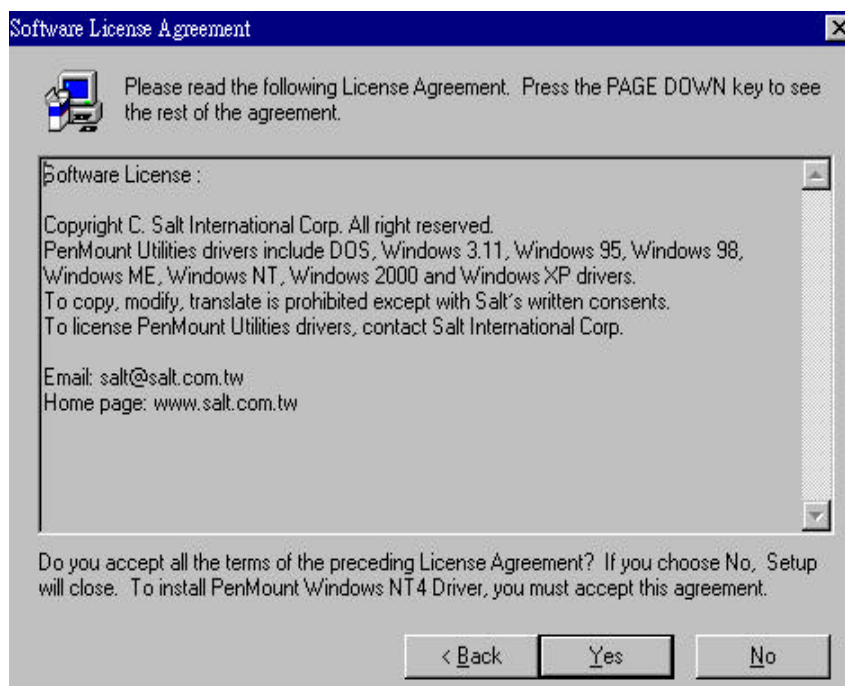 Software License Agreement
Please read the following License Agreement. Press the PAGE DOWN key to see
the rest of the agreement.
Software License :
Copyright C. Salt International Corp. All right reserved.
PenMount Utilities drivers include DOS, Windows 3.11, Windows 95, Windows 98,
Windows ME, Windows NT, Windows 2000 and Windows XP drivers.
To copy, modify, translate is prohibited except with Salt's written consents.
To license PenMount Utilities drivers, contact Salt International Corp.
Email: salt@salt.com.tw
Home page: www.salt.com.tw
Do you accept all the terms of the preceding License Agreement? If you choose No, Setup
will close. To install PenMount Windows NT4 Driver, you must accept this agreement.
< Back Yes No